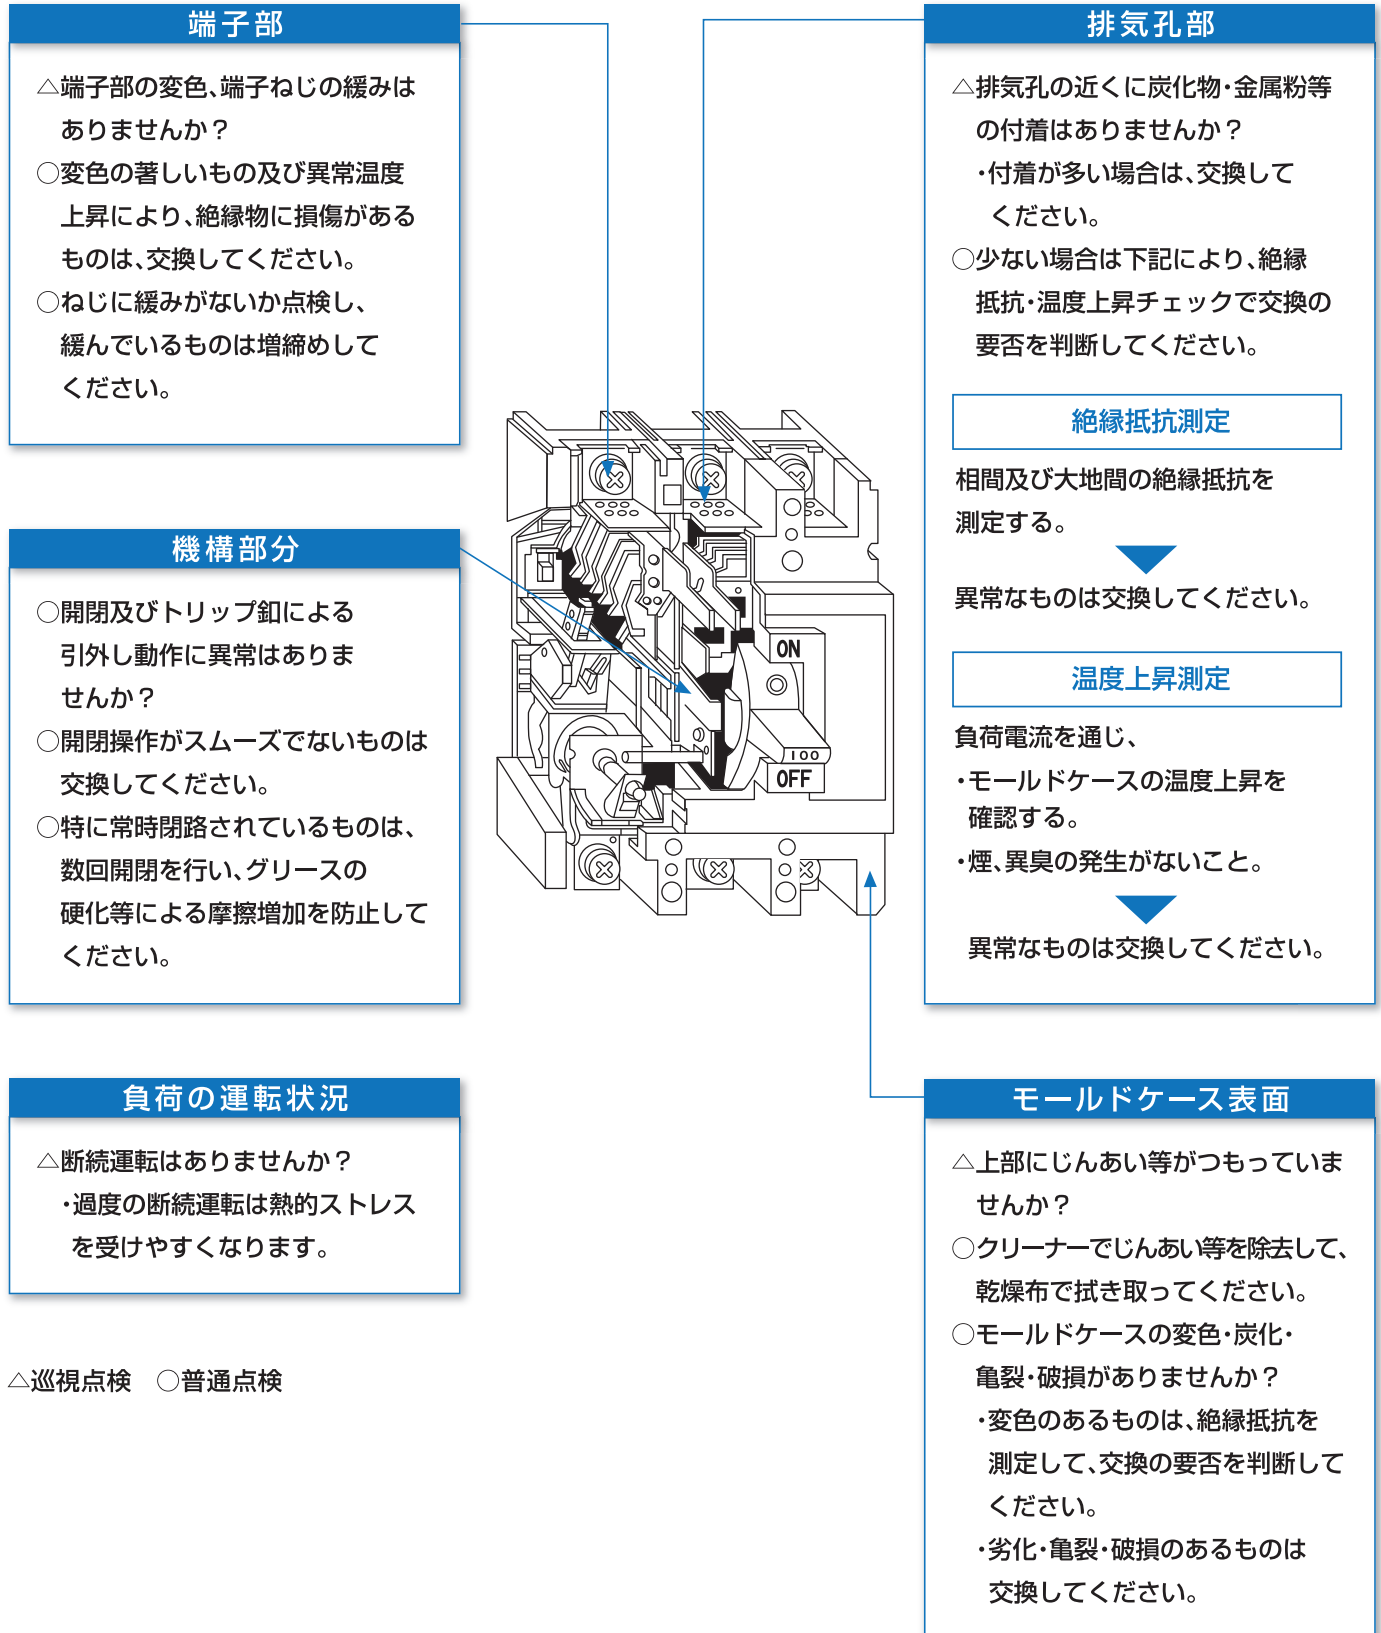 端子部
△端子部の変色、端子ねじの緩みは
ありませんか？
○変色の著しいもの及び異常温度
上昇により、絶縁物に損傷がある
ものは、交換してください。
○ねじに緩みがないか点検し、
緩んでいるものは増締めして
ください。
機構部分
○開閉及びトリップ釦による
引外し動作に異常はありま
せんか？
○開閉操作がスムーズでないものは
交換してください。
○特に常時閉路されているものは、
数回開閉を行い、グリースの
硬化等による摩擦増加を防止して
ください。
負荷の運転状況
△断続運転はありませんか？
・過度の断続運転は熱的ストレス
を受けやすくなります。
△巡視点検　○普通点検
ON
100
OFF
排気孔部
△排気孔の近くに炭化物・金属粉等
の付着はありませんか？
・付着が多い場合は、交換して
ください。
○少ない場合は下記により、絶縁
抵抗・温度上昇チェックで交換の
要否を判断してください。
絶縁抵抗測定
相間及び大地間の絶縁抵抗を
測定する。
異常なものは交換してください。
温度上昇測定
負荷電流を通じ、
・モールドケースの温度上昇を
確認する。
・煙、異臭の発生がないこと。
異常なものは交換してください。
モールドケース表面
△上部にじんあい等がつもっていま
せんか？
○クリーナーでじんあい等を除去して、
乾燥布で拭き取ってください。
○モールドケースの変色・炭化・
亀裂・破損がありませんか？
・変色のあるものは、絶縁抵抗を
測定して、交換の要否を判断して
ください。
・劣化・亀裂・破損のあるものは
交換してください。